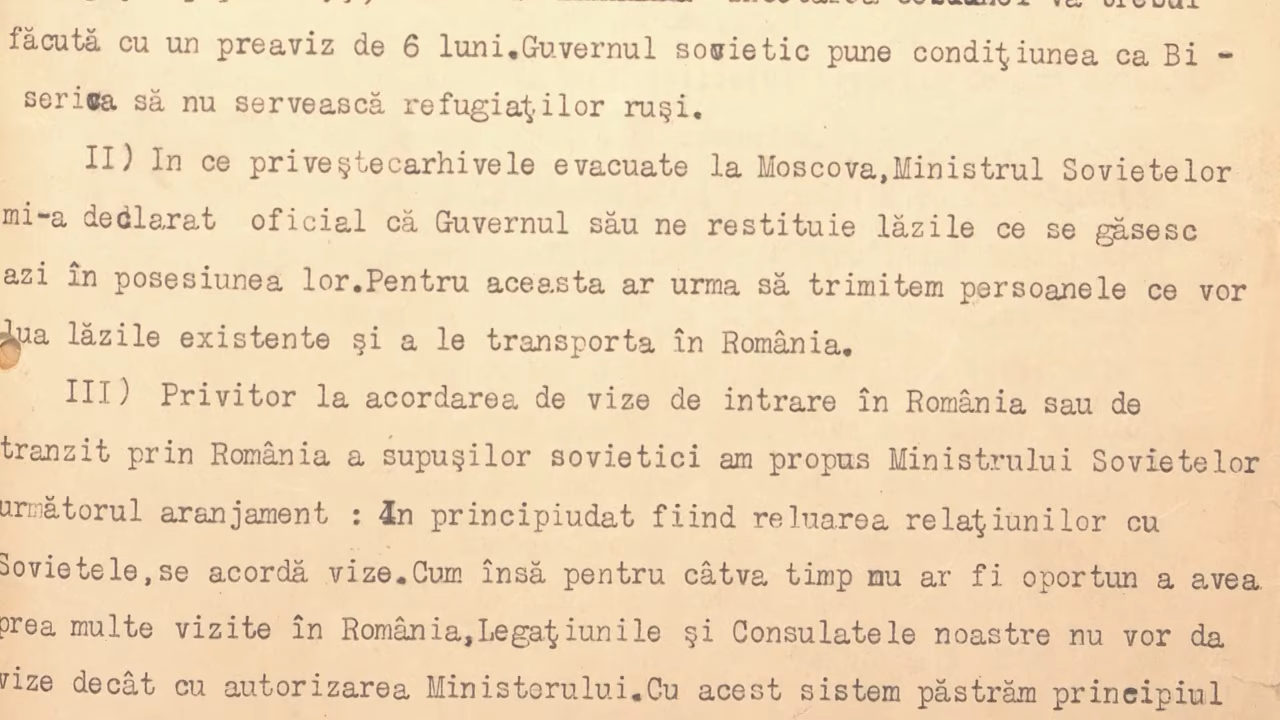 încetarea va trebui
făcută cu un preaviz de 6 luni.Guvernul sovietic pune condiţiunea ca Bi -
serica să nu servească refugiaţilor ruşi.
II) In ce priveştecarhivele evacuate la Moscova,Ministrul Sovietelor
mi-a declarat oficial că Guvernul său ne restituie lăzile ce se găsesc
azi în posesiunea lor.Pentru aceasta ar urma să trimitem persoanele ce vor
lua lăzile existente şi a le transporta în România.
III) Privitor la acordarea de vize de intrare în România sau de
tranzit prin România a supuşilor sovietici am propus Ministrului Sovietelor
următorul aranjament : In principiudat fiind reluarea relaţiunilor cu
Sovietele,se acordă vize.Cum însă pentru câtva timp nu ar fi oportun a avea
prea multe vizite în România,Legaţiunile şi Consulatele noastre nu vor da
vize decât cu autorizarea Ministerului.Cu acest sistem păstrăm principiul